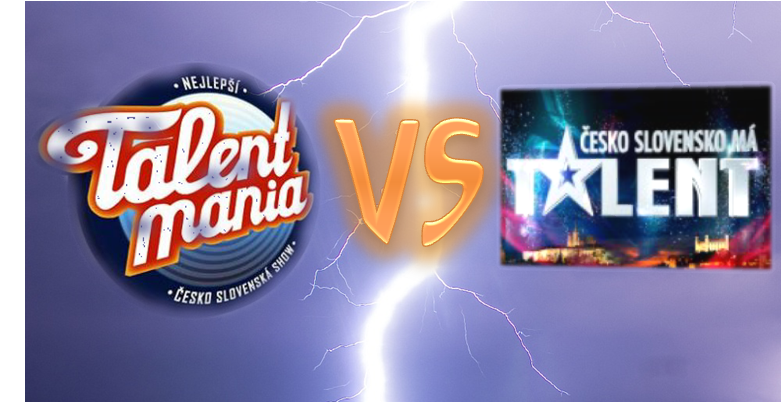 • NEJLEPŠÍ •
Talent
mania
• ČESKO SLOVENSKÁ SHOW •
VS
ČESKO SLOVENSKO MÁ
TALENT